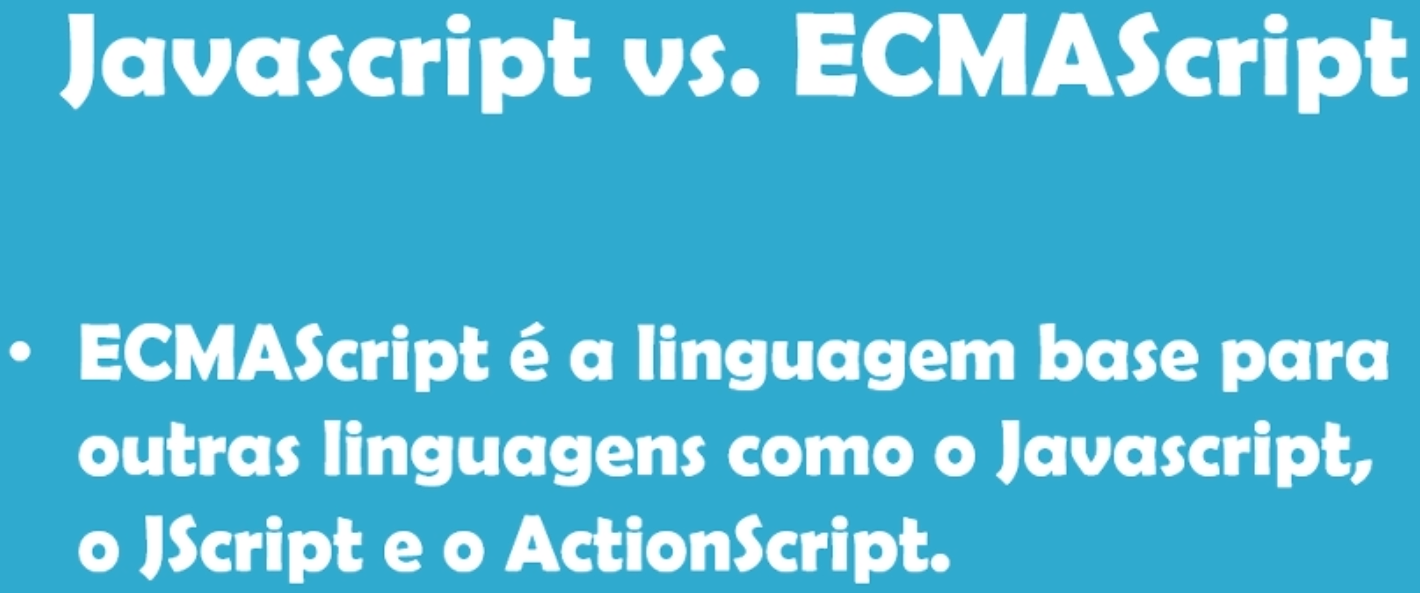 Javascript vs. ECMAScript
• ECMAScript é a linguagem base para
outras linguagens como o Javascript,
o JScript e o ActionScript.